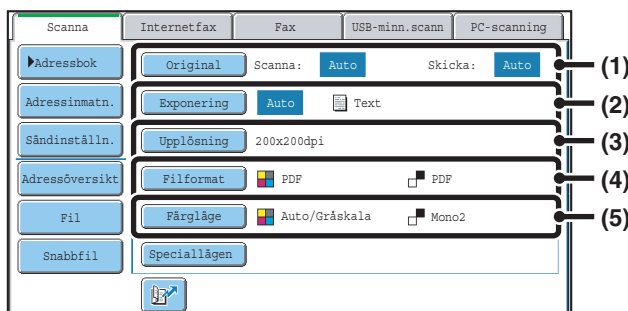 Scanna Internetfax Fax USB-minn.scann PC-scanning
Adressbok Original Scanna: Auto Skicka: Auto (1)
Adressinmatn. Exponering Auto Text (2)
Såndinställn. Upplösning 200x200dpi (3)
Adressöversikt Filformat PDF PDF (4)
Fil Färgläge Auto/Gråskala Mono2 (5)
Snabbfil Speciallägen